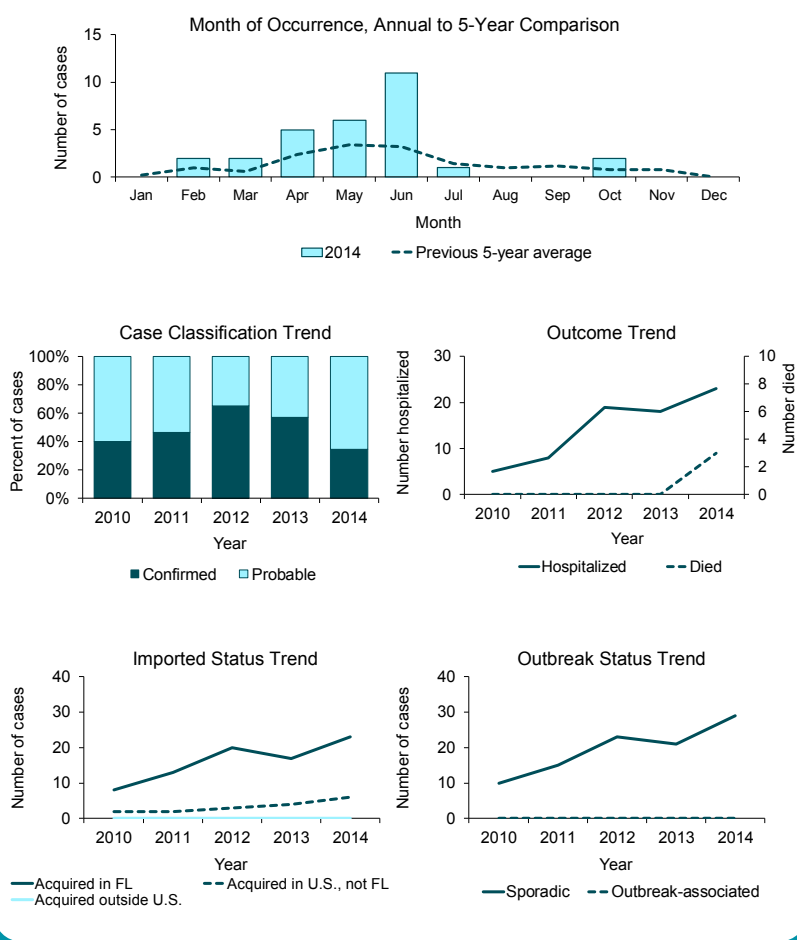 Month of Occurrence, Annual to 5-Year Comparison
Number of cases
15
10
5
0
Jan Feb Mar Apr May Jun Jul Aug Sep Oct Nov Dec
Month
2014 Previous 5-year average
Case Classification Trend
Percent of cases
100%
80%
60%
40%
20%
0%
2010 2011 2012 2013 2014
Year
Confirmed Probable
Outcome Trend
Number hospitalized
30
20
10
0
Number died
10
8
6
4
2
0
2010 2011 2012 2013 2014
Year
Hospitalized Died
Imported Status Trend
Number of cases
40
30
20
10
0
2010 2011 2012 2013 2014
Year
Acquired in FL Acquired in U.S., not FL
Acquired outside U.S.
Outbreak Status Trend
Number of cases
40
30
20
10
0
2010 2011 2012 2013 2014
Year
Sporadic Outbreak-associated